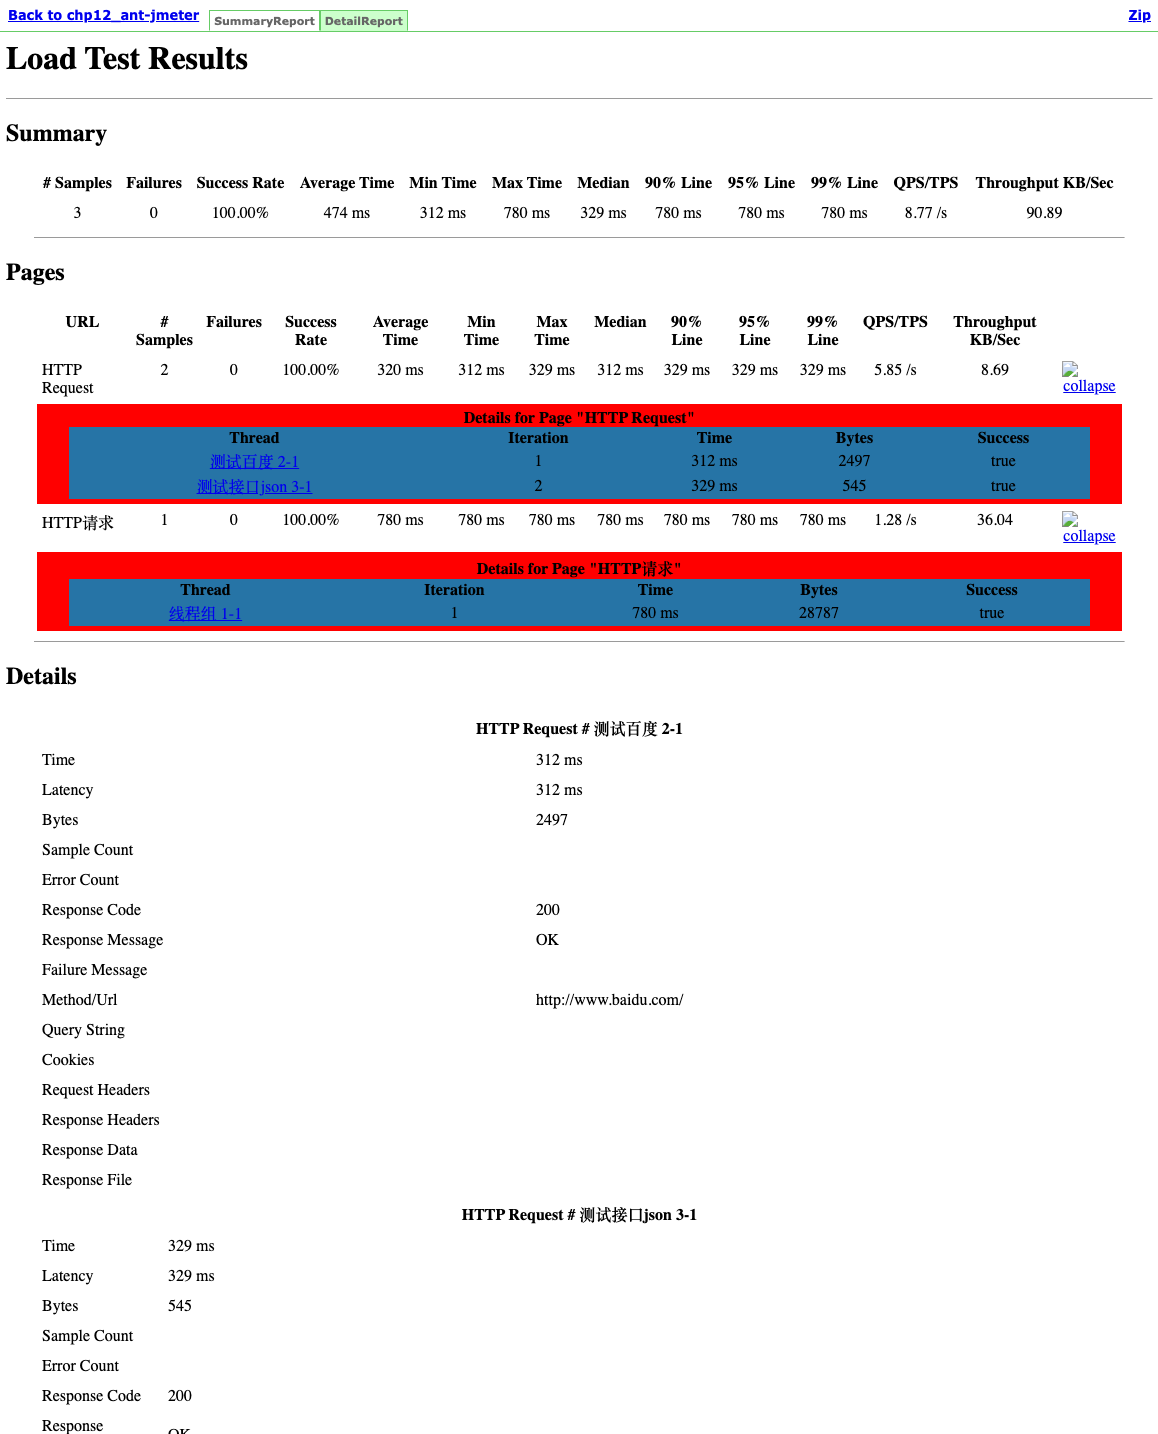 Back to chp12_ant-jmeter SummaryReport DetailReport Zip
Load Test Results
Summary
# Samples Failures Success Rate Average Time Min Time Max Time Median 90% Line 95% Line 99% Line QPS/TPS Throughput KB/Sec
3 0 100.00% 474 ms 312 ms 780 ms 329 ms 780 ms 780 ms 780 ms 8.77 /s 90.89
Pages
URL # Samples Failures Success Rate Average Time Min Time Max Time Median 90% Line 95% Line 99% Line QPS/TPS Throughput KB/Sec
HTTP Request 2 0 100.00% 320 ms 312 ms 329 ms 312 ms 329 ms 329 ms 329 ms 5.85 /s 8.69 collapse
Details for Page "HTTP Request"
Thread Iteration Time Bytes Success
测试百度 2-1 1 312 ms 2497 true
测试接口json 3-1 2 329 ms 545 true
HTTP请求 1 0 100.00% 780 ms 780 ms 780 ms 780 ms 780 ms 780 ms 780 ms 1.28 /s 36.04 collapse
Details for Page "HTTP请求"
Thread Iteration Time Bytes Success
线程组 1-1 1 780 ms 28787 true
Details
HTTP Request # 测试百度 2-1
Time 312 ms
Latency 312 ms
Bytes 2497
Sample Count
Error Count
Response Code 200
Response Message OK
Failure Message
Method/Url http://www.baidu.com/
Query String
Cookies
Request Headers
Response Headers
Response Data
Response File
HTTP Request # 测试接口json 3-1
Time 329 ms
Latency 329 ms
Bytes 545
Sample Count
Error Count
Response Code 200
Response OK